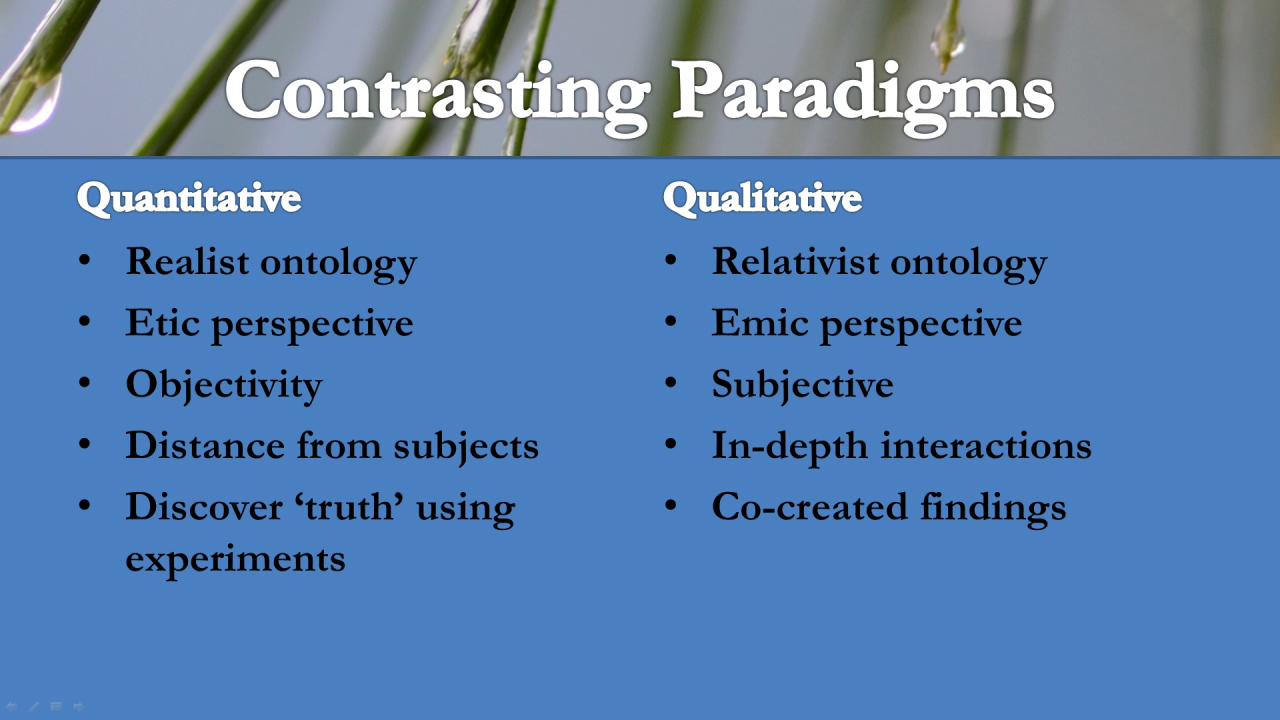 Contrasting Paradigms
Quantitative
• Realist ontology
• Etic perspective
• Objectivity
• Distance from subjects
• Discover ‘truth’ using
experiments
Qualitative
• Relativist ontology
• Emic perspective
• Subjective
• In-depth interactions
• Co-created findings